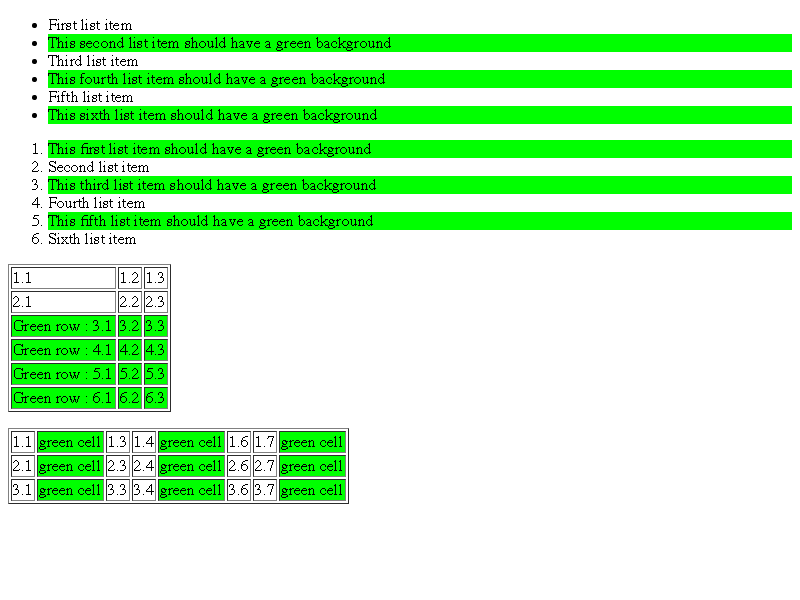 First list item
This second list item should have a green background
Third list item
This fourth list item should have a green background
Fifth list item
This sixth list item should have a green background
1. This first list item should have a green background
2. Second list item
3. This third list item should have a green background
4. Fourth list item
5. This fifth list item should have a green background
6. Sixth list item
1.1 1.2 1.3
2.1 2.2 2.3
Green row : 3.1 3.2 3.3
Green row : 4.1 4.2 4.3
Green row : 5.1 5.2 5.3
Green row : 6.1 6.2 6.3
1.1 green cell 1.3 1.4 green cell 1.6 1.7 green cell
2.1 green cell 2.3 2.4 green cell 2.6 2.7 green cell
3.1 green cell 3.3 3.4 green cell 3.6 3.7 green cell